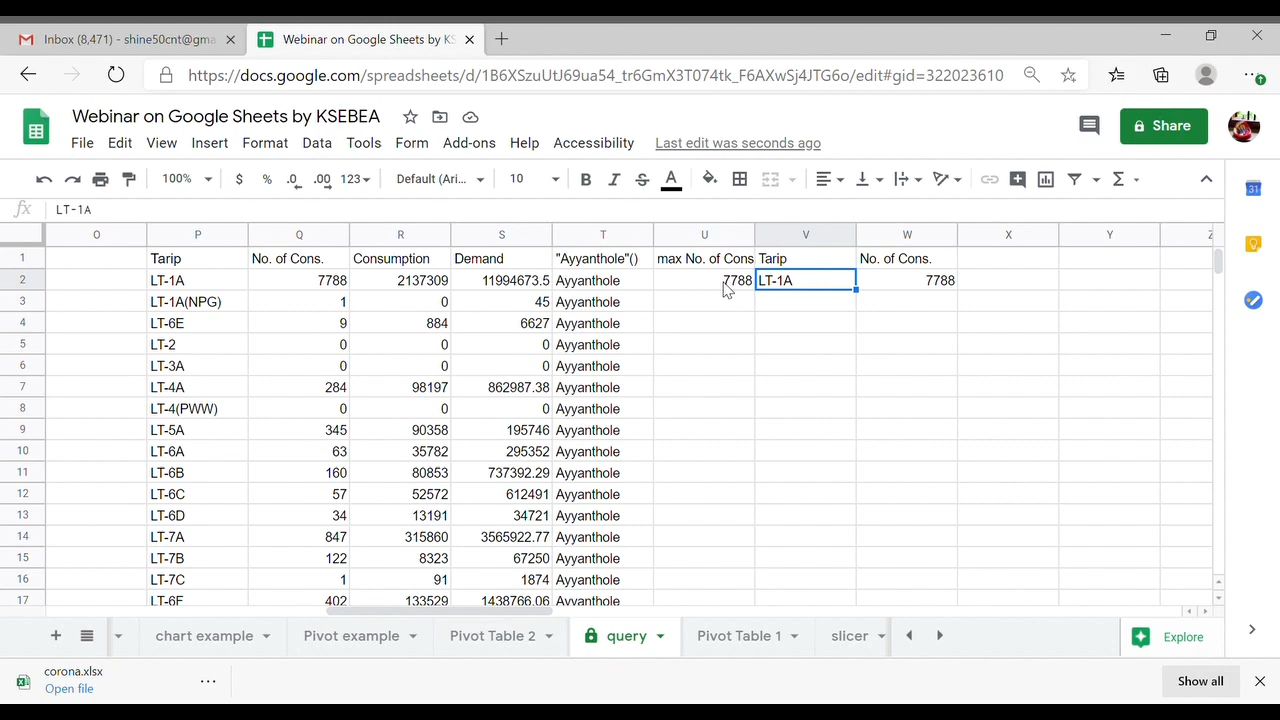 Inbox (8,471) - shine50cnt@gma
Webinar on Google Sheets by KS
https://docs.google.com/spreadsheets/d/1B6XSzuUtJ69ua54_tr6GmX3T074tk_F6AXwSj4JTG6o/edit#gid=322023610
Webinar on Google Sheets by KSEBEA
Share
File Edit View Insert Format Data Tools Form Add-ons Help Accessibility Last edit was seconds ago
100% $ % .0 .00 123 Default (Ari... 10 B I S A Σ
31
fx LT-1A
O P Q R S T U V W X Y Z
1 Tarip No. of Cons. Consumption Demand "Ayyanthole"() max No. of Cons Tarip No. of Cons.
2 LT-1A 7788 2137309 11994673.5 Ayyanthole 7788 LT-1A 7788
3 LT-1A(NPG) 1 0 45 Ayyanthole
4 LT-6E 9 884 6627 Ayyanthole
5 LT-2 0 0 0 Ayyanthole
6 LT-3A 0 0 0 Ayyanthole
7 LT-4A 284 98197 862987.38 Ayyanthole
8 LT-4(PWW) 0 0 0 Ayyanthole
9 LT-5A 345 90358 195746 Ayyanthole
10 LT-6A 63 35782 295352 Ayyanthole
11 LT-6B 160 80853 737392.29 Ayyanthole
12 LT-6C 57 52572 612491 Ayyanthole
13 LT-6D 34 13191 34721 Ayyanthole
14 LT-7A 847 315860 3565922.77 Ayyanthole
15 LT-7B 122 8323 67250 Ayyanthole
16 LT-7C 1 91 1874 Ayyanthole
17 LT-6F 402 133529 1438766.06 Ayyanthole
chart example Pivot example Pivot Table 2 query Pivot Table 1 slicer Explore
corona.xlsx
Open file
Show all